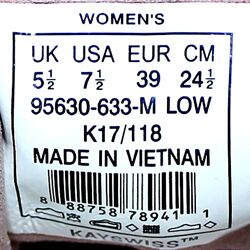 WOMEN'S
UK USA EUR CM
5½ 7½ 39 24½
95630-633-M LOW
K17/118
MADE IN VIETNAM
8 88758 78941 1
KAYSWISS™